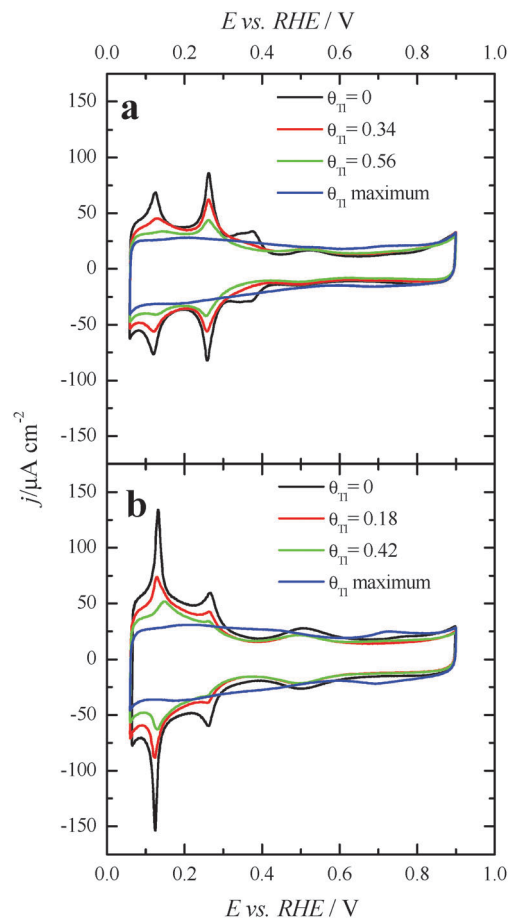 E vs. RHE / V
0.0 0.2 0.4 0.6 0.8 1.0
a
θTl= 0
θTl= 0.34
θTl= 0.56
θTl maximum
150
100
50
0
-50
-100
-150
j/µA cm-2
b
θTl= 0
θTl= 0.18
θTl= 0.42
θTl maximum
150
100
50
0
-50
-100
-150
0.0 0.2 0.4 0.6 0.8 1.0
E vs. RHE / V